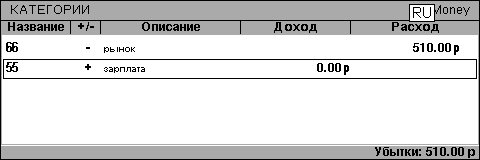 КАТЕГОРИИ RU Money
Название +/- Описание Доход Расход
66 - рынок 510.00 р
55 + зарплата 0.00 р
Убытки: 510.00 р